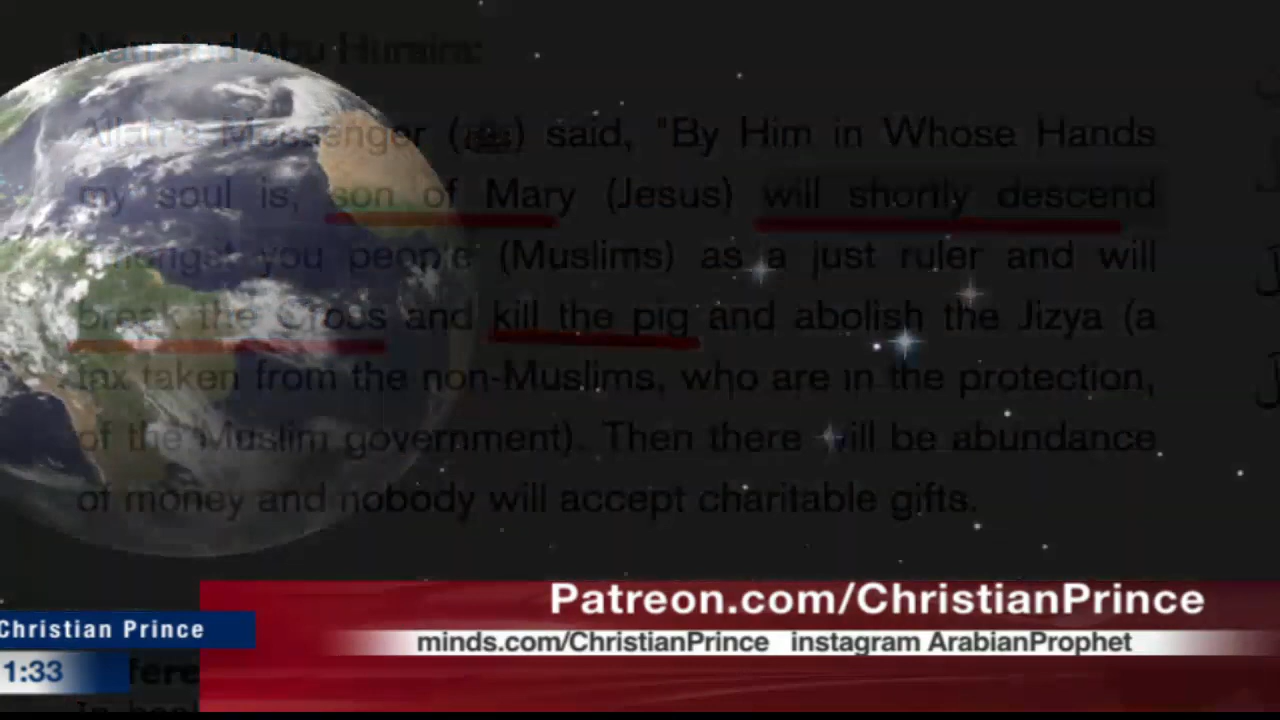 Narrated Abu Huraira:
Allah's Messenger (ﷺ) said, "By Him in Whose Hands
my soul is, son of Mary (Jesus) will shortly descend
amongst you people (Muslims) as a just ruler and will
break the Cross and kill the pig and abolish the Jizya (a
tax taken from the non-Muslims, who are in the protection,
of the Muslim government). Then there will be abundance
of money and nobody will accept charitable gifts.
Patreon.com/ChristianPrince
Christian Prince
minds.com/ChristianPrince instagram ArabianProphet
1:33